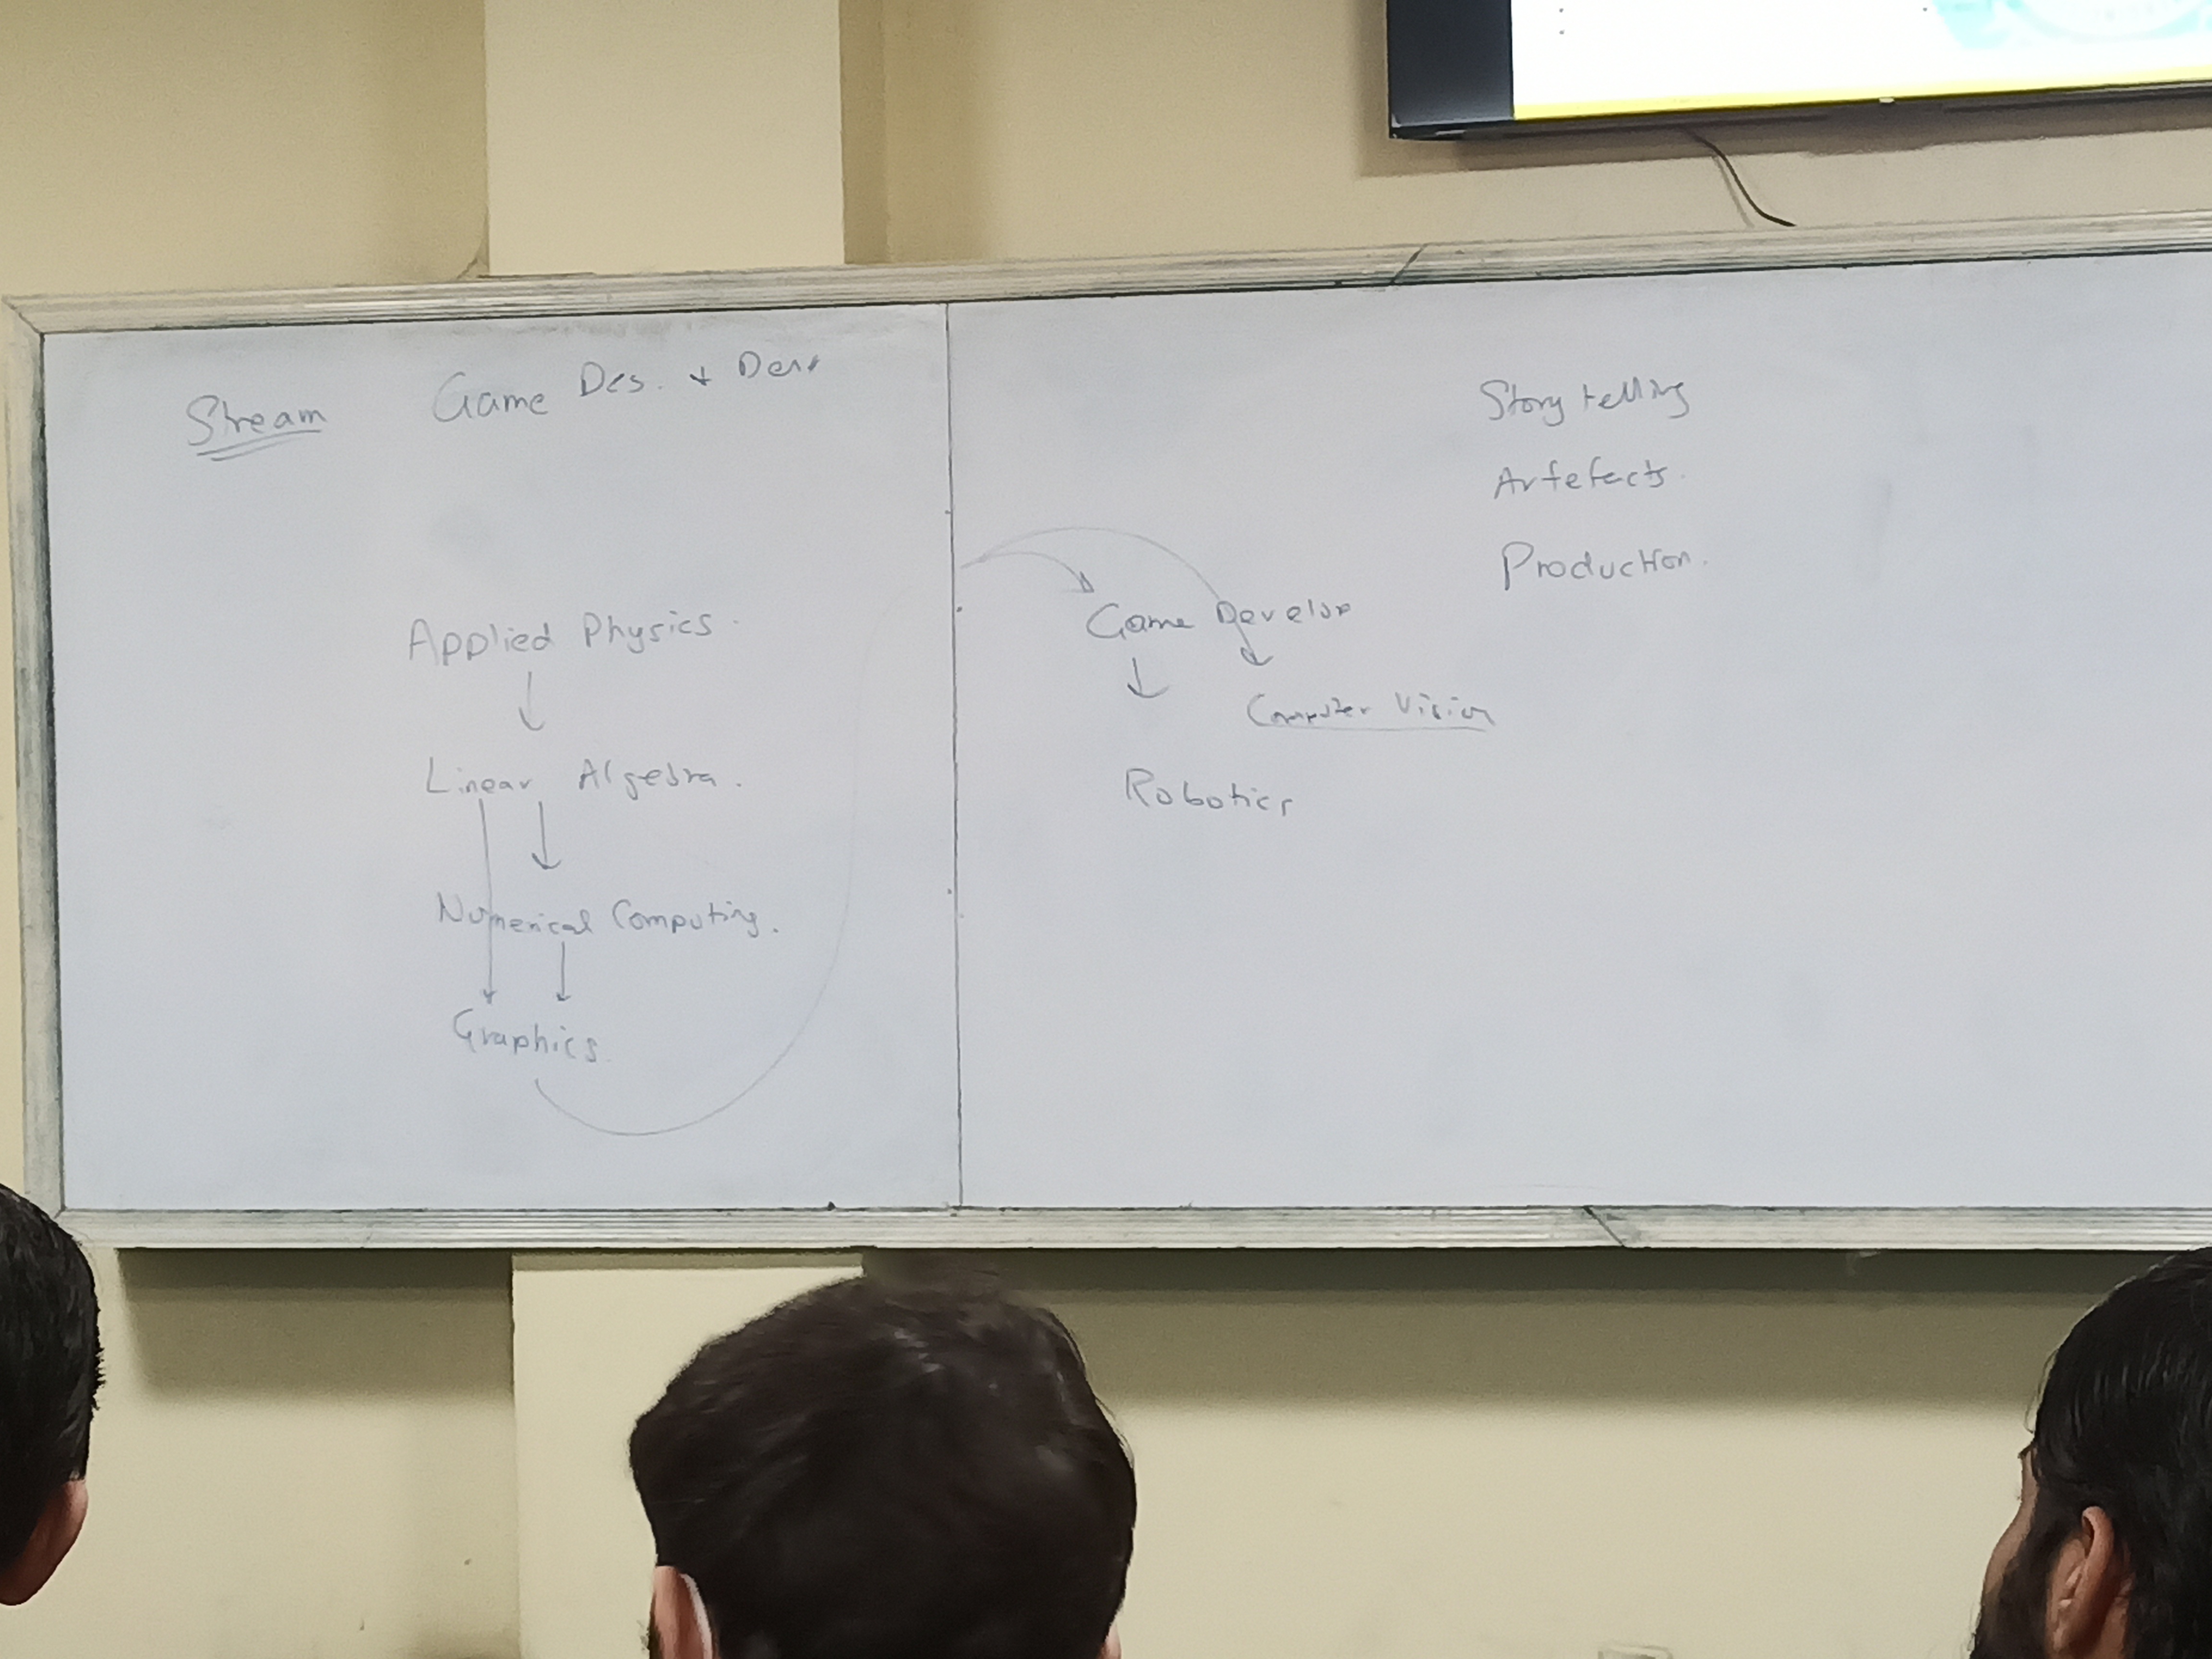 Stream Game Des. + Dev
Applied Physics.
Linear Algebra.
Numerical Computing.
Graphics.
Game Develop
Computer Vision
Robotics
Story telling
Artefacts.
Production.